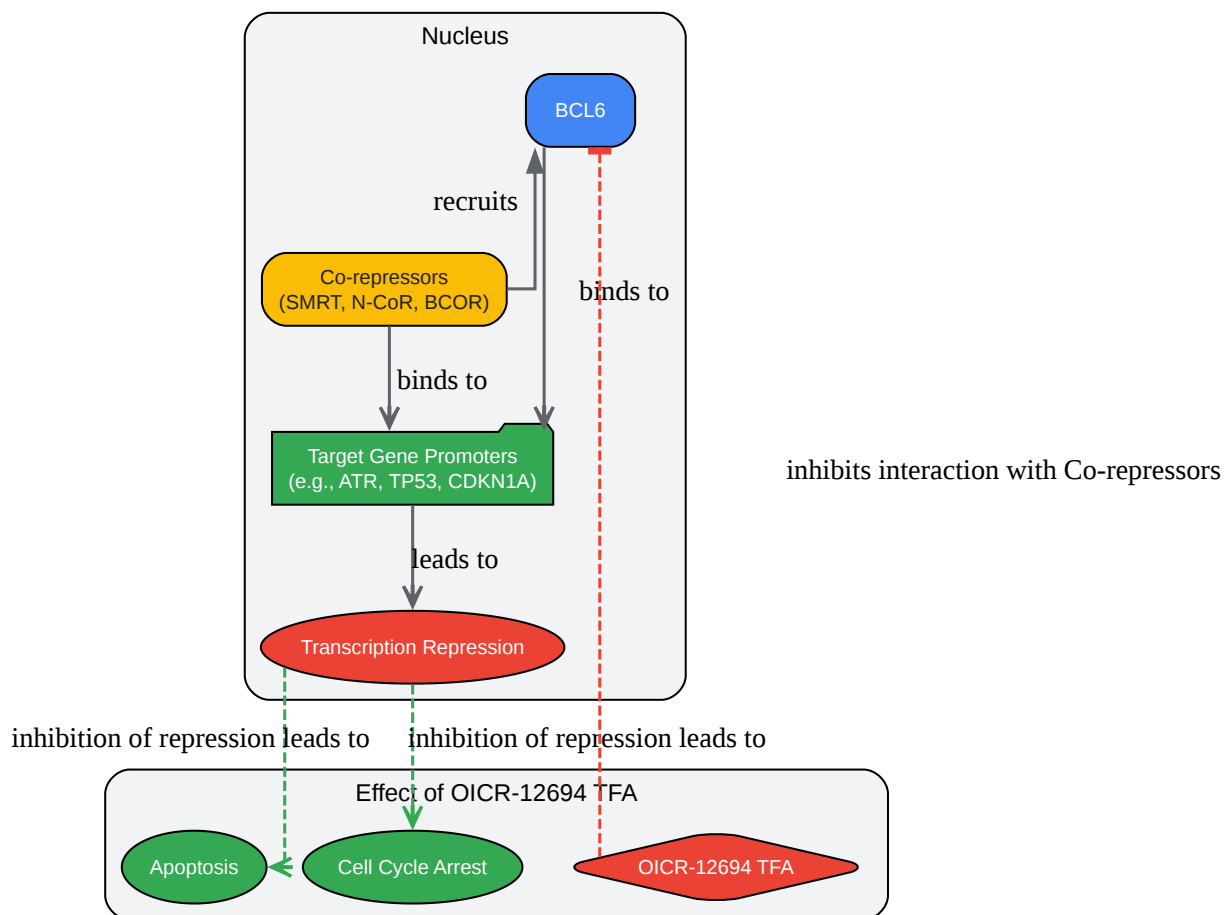 Nucleus
BCL6
recruits
Co-repressors
(SMRT, N-CoR, BCOR)
binds to
binds to
Target Gene Promoters
(e.g., ATR, TP53, CDKN1A)
inhibits interaction with Co-repressors
leads to
Transcription Repression
inhibition of repression leads to
inhibition of repression leads to
Effect of OICR-12694 TFA
Apoptosis
Cell Cycle Arrest
OICR-12694 TFA